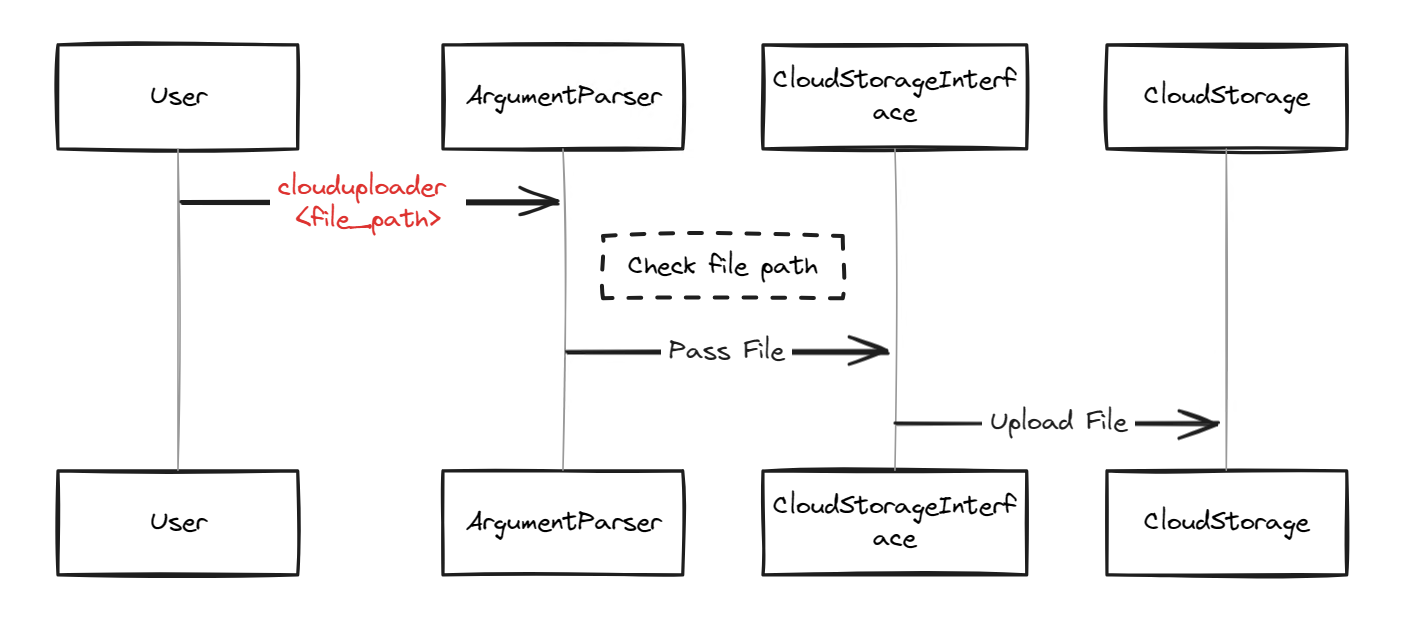 User
ArgumentParser
CloudStorageInterf
ace
CloudStorage
clouduploader
<file_path>
Check file path
Pass File
Upload File
User
ArgumentParser
CloudStorageInterf
ace
CloudStorage